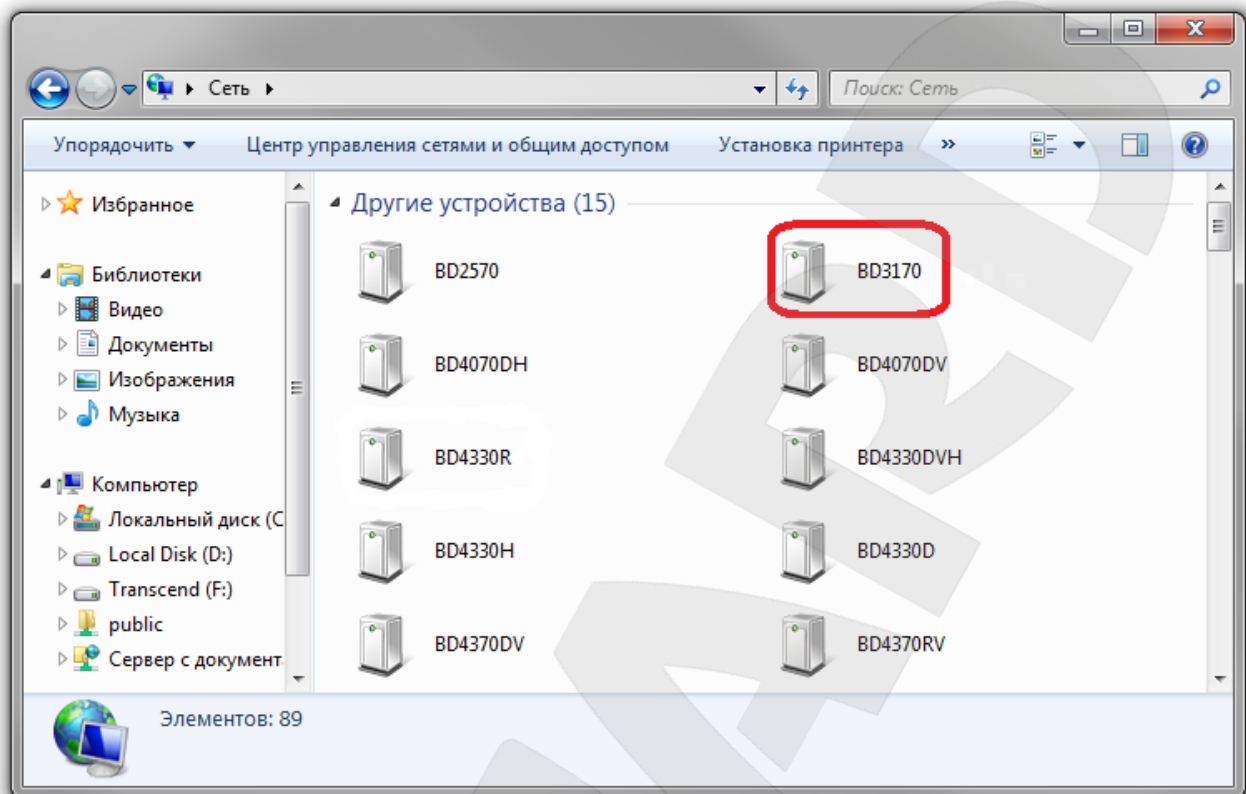 Сеть
Поиск: Сеть
Упорядочить Центр управления сетями и общим доступом Установка принтера »
Избранное
Библиотеки
Видео
Документы
Изображения
Музыка
Компьютер
Локальный диск (C
Local Disk (D:)
Transcend (F:)
public
Сервер с документ
Другие устройства (15)
BD2570 BD3170
BD4070DH BD4070DV
BD4330R BD4330DVH
BD4330H BD4330D
BD4370DV BD4370RV
Элементов: 89